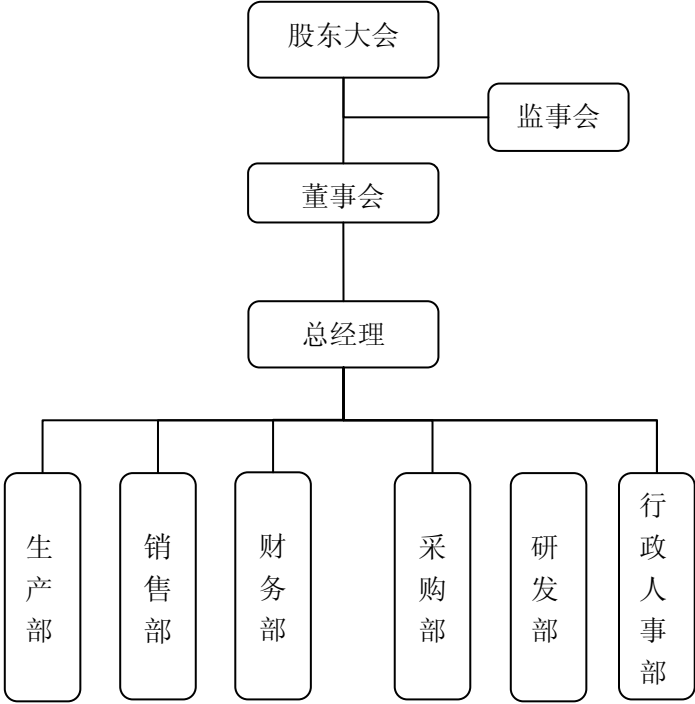 股东大会
监事会
董事会
总经理
生产部
销售部
财务部
采购部
研发部
行政人事部